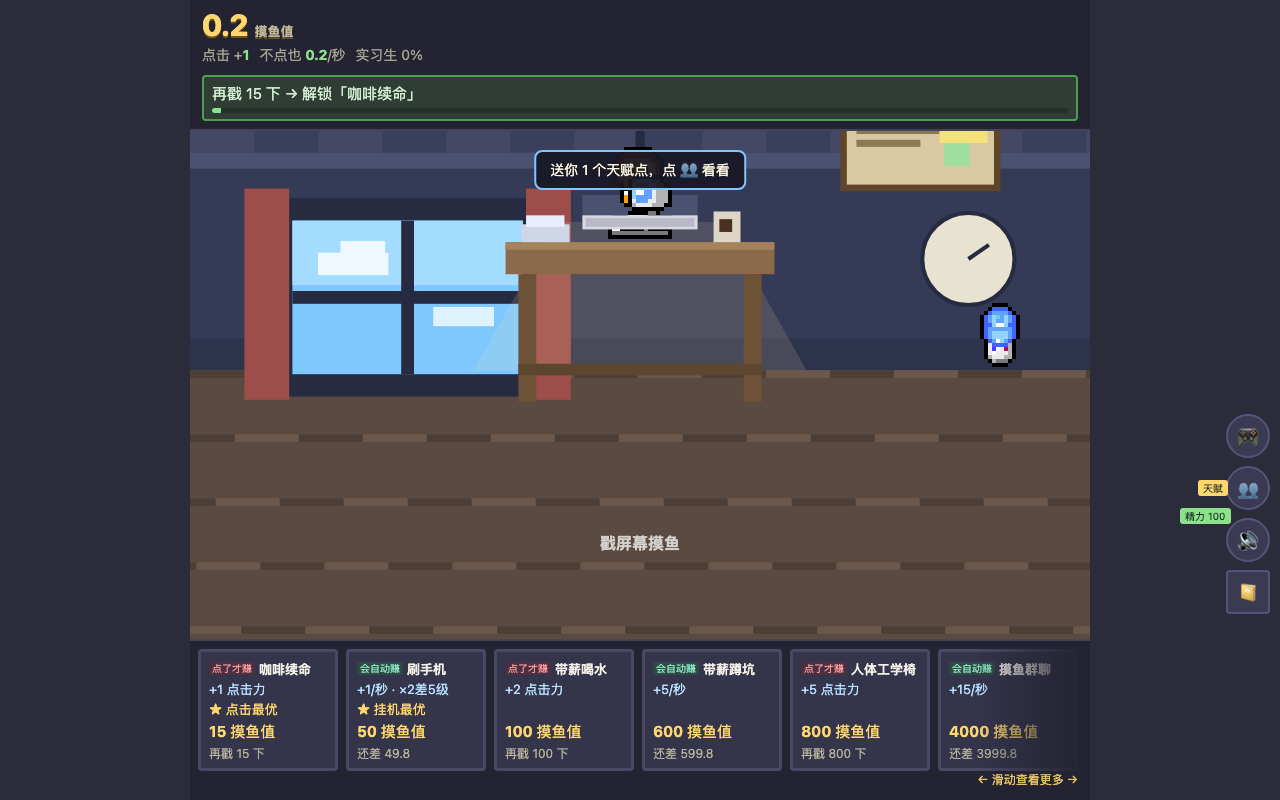 0.2 摸鱼值
点击 +1 不点也 0.2/秒 实习生 0%
再戳 15 下 → 解锁「咖啡续命」
送你 1 个天赋点，点 👥 看看
天赋
精力 100
戳屏幕摸鱼
点了才赚 咖啡续命
+1 点击力
★ 点击最优
15 摸鱼值
再戳 15 下
会自动赚 刷手机
+1/秒 · ×2差5级
★ 挂机最优
50 摸鱼值
还差 49.8
点了才赚 带薪喝水
+2 点击力
100 摸鱼值
再戳 100 下
会自动赚 带薪蹲坑
+5/秒
600 摸鱼值
还差 599.8
点了才赚 人体工学椅
+5 点击力
800 摸鱼值
再戳 800 下
会自动赚 摸鱼群聊
+15/秒
4000 摸鱼值
还差 3999.8
← 滑动查看更多 →